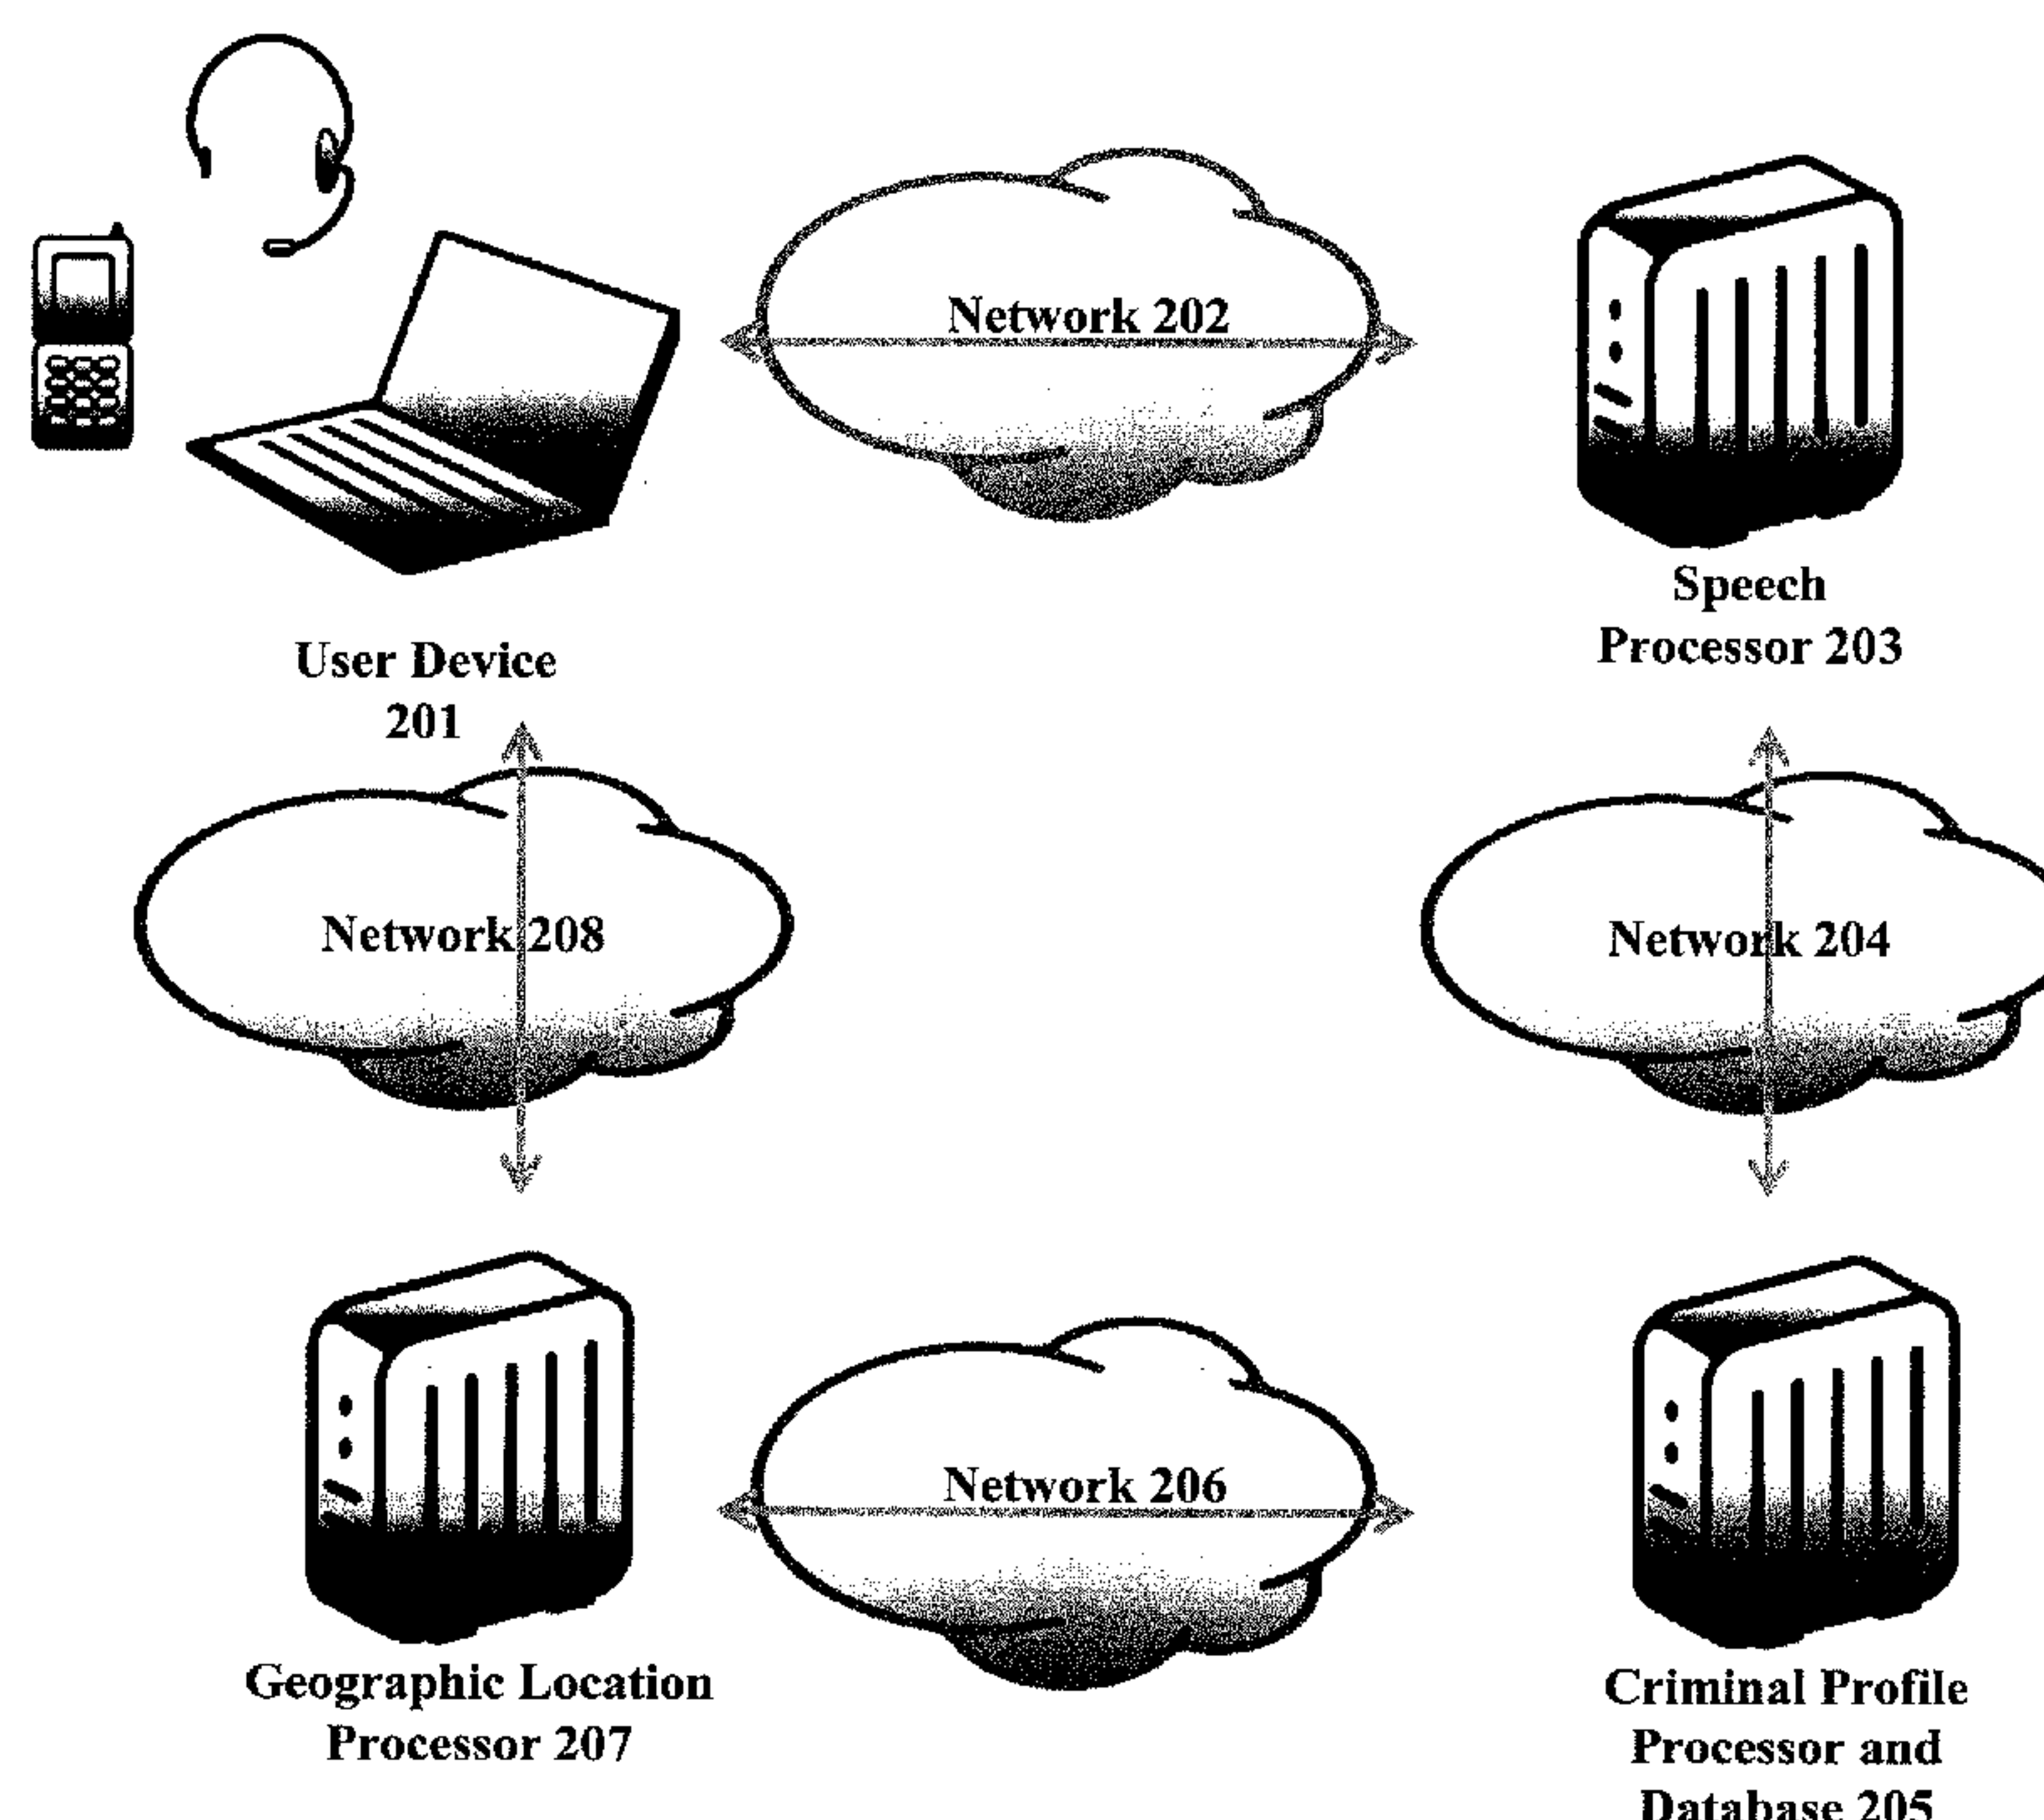 Network 202
Speech
Processor 203
User Device
201
Network 208
Network 204
Network 206
Geographic Location
Processor 207
Criminal Profile
Processor and
Database 205